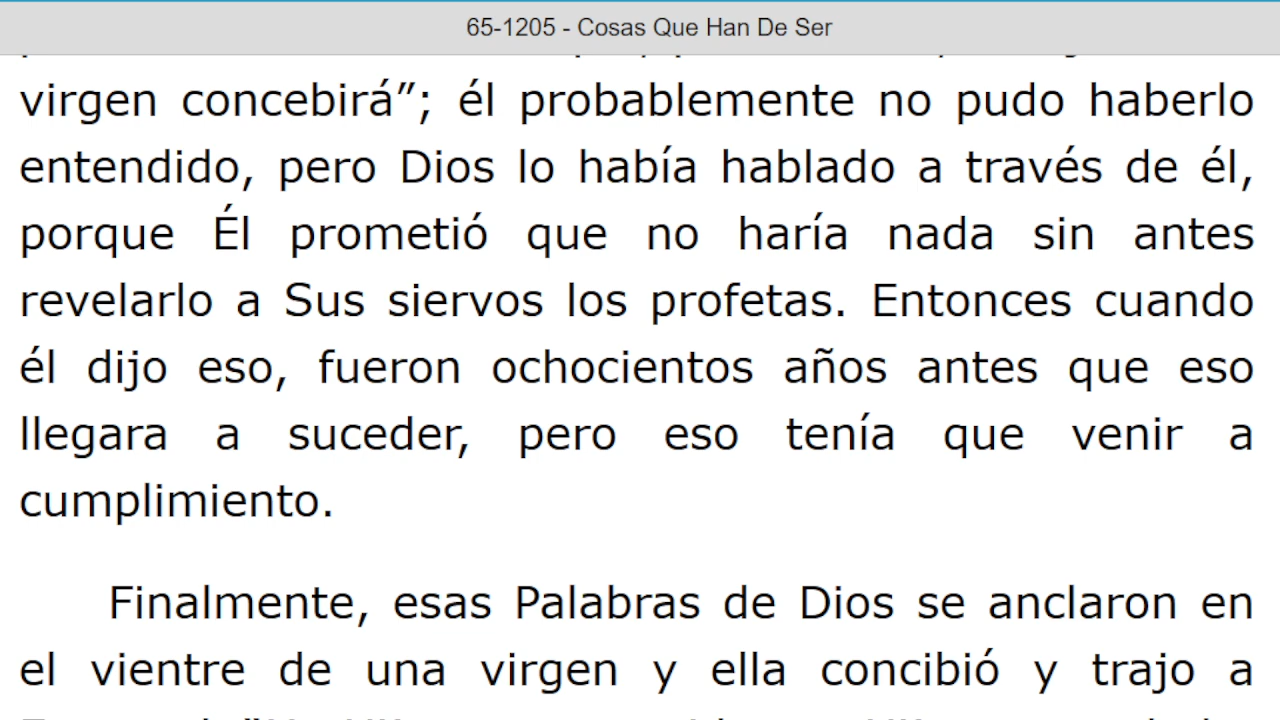 65-1205 - Cosas Que Han De Ser
virgen concebirá”; él probablemente no pudo haberlo
entendido, pero Dios lo había hablado a través de él,
porque Él prometió que no haría nada sin antes
revelarlo a Sus siervos los profetas. Entonces cuando
él dijo eso, fueron ochocientos años antes que eso
llegara a suceder, pero eso tenía que venir a
cumplimiento.
Finalmente, esas Palabras de Dios se anclaron en
el vientre de una virgen y ella concibió y trajo a